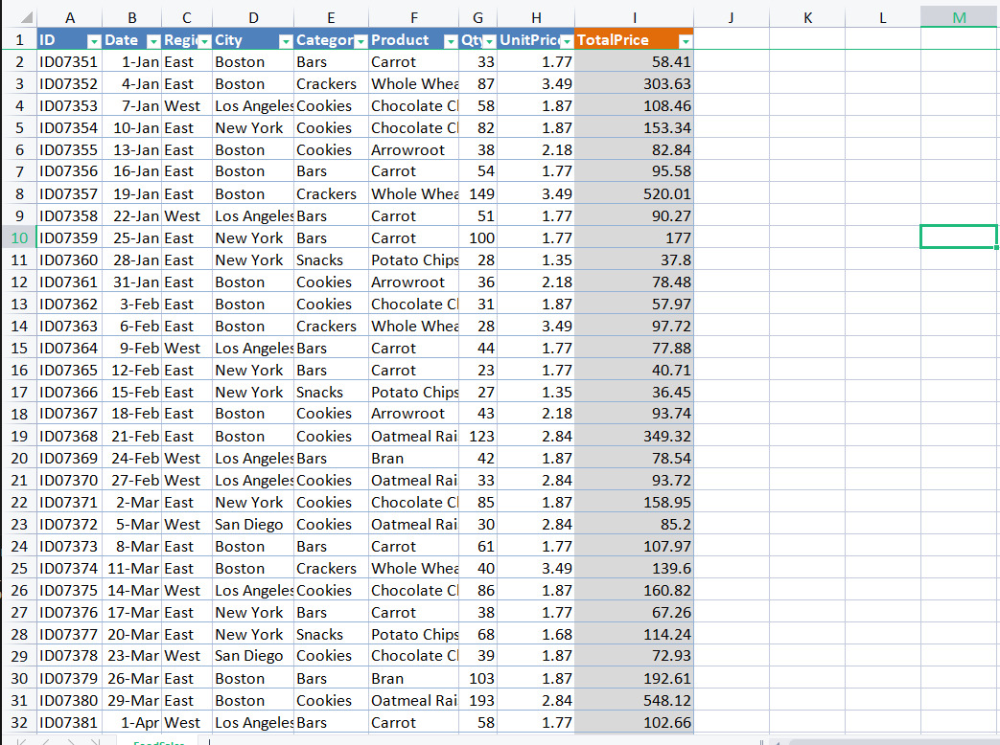 A B C D E F G H I J K L M
1 ID Date Regi City Categor Product Qty UnitPric TotalPrice
2 ID07351 1-Jan East Boston Bars Carrot 33 1.77 58.41
3 ID07352 4-Jan East Boston Crackers Whole Whea 87 3.49 303.63
4 ID07353 7-Jan West Los Angeles Cookies Chocolate Cl 58 1.87 108.46
5 ID07354 10-Jan East New York Cookies Chocolate Cl 82 1.87 153.34
6 ID07355 13-Jan East Boston Cookies Arrowroot 38 2.18 82.84
7 ID07356 16-Jan East Boston Bars Carrot 54 1.77 95.58
8 ID07357 19-Jan East Boston Crackers Whole Whea 149 3.49 520.01
9 ID07358 22-Jan West Los Angeles Bars Carrot 51 1.77 90.27
10 ID07359 25-Jan East New York Bars Carrot 100 1.77 177
11 ID07360 28-Jan East New York Snacks Potato Chips 28 1.35 37.8
12 ID07361 31-Jan East Boston Cookies Arrowroot 36 2.18 78.48
13 ID07362 3-Feb East Boston Cookies Chocolate Cl 31 1.87 57.97
14 ID07363 6-Feb East Boston Crackers Whole Whea 28 3.49 97.72
15 ID07364 9-Feb West Los Angeles Bars Carrot 44 1.77 77.88
16 ID07365 12-Feb East New York Bars Carrot 23 1.77 40.71
17 ID07366 15-Feb East New York Snacks Potato Chips 27 1.35 36.45
18 ID07367 18-Feb East Boston Cookies Arrowroot 43 2.18 93.74
19 ID07368 21-Feb East Boston Cookies Oatmeal Rai 123 2.84 349.32
20 ID07369 24-Feb West Los Angeles Bars Bran 42 1.87 78.54
21 ID07370 27-Feb West Los Angeles Cookies Oatmeal Rai 33 2.84 93.72
22 ID07371 2-Mar East New York Cookies Chocolate Cl 85 1.87 158.95
23 ID07372 5-Mar West San Diego Cookies Oatmeal Rai 30 2.84 85.2
24 ID07373 8-Mar East Boston Bars Carrot 61 1.77 107.97
25 ID07374 11-Mar East Boston Crackers Whole Whea 40 3.49 139.6
26 ID07375 14-Mar West Los Angeles Cookies Chocolate Cl 86 1.87 160.82
27 ID07376 17-Mar East New York Bars Carrot 38 1.77 67.26
28 ID07377 20-Mar East New York Snacks Potato Chips 68 1.68 114.24
29 ID07378 23-Mar West San Diego Cookies Chocolate Cl 39 1.87 72.93
30 ID07379 26-Mar East Boston Bars Bran 103 1.87 192.61
31 ID07380 29-Mar East Boston Cookies Oatmeal Rai 193 2.84 548.12
32 ID07381 1-Apr West Los Angeles Bars Carrot 58 1.77 102.66